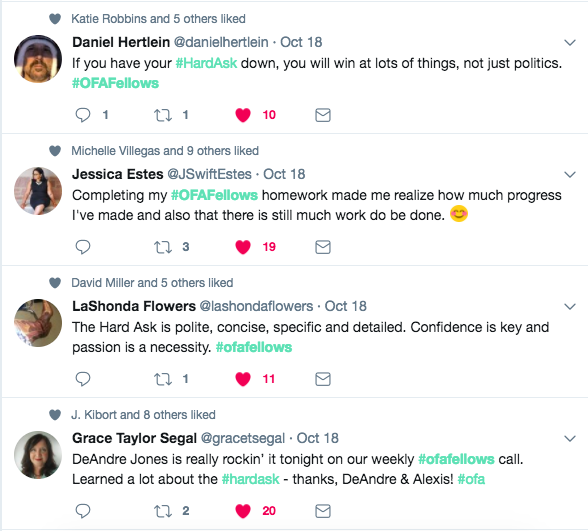 Katie Robbins and 5 others liked
Daniel Hertlein @danielhertlein · Oct 18
If you have your #HardAsk down, you will win at lots of things, not just politics.
#OFAFellows
1 1 10
Michelle Villegas and 9 others liked
Jessica Estes @JSwiftEstes · Oct 18
Completing my #OFAFellows homework made me realize how much progress
I've made and also that there is still much work do be done. 😊
3 19
David Miller and 5 others liked
LaShonda Flowers @lashondaflowers · Oct 18
The Hard Ask is polite, concise, specific and detailed. Confidence is key and
passion is a necessity. #ofafellows
1 11
J. Kibort and 8 others liked
Grace Taylor Segal @gracetsegal · Oct 18
DeAndre Jones is really rockin' it tonight on our weekly #ofafellows call.
Learned a lot about the #hardask - thanks, DeAndre & Alexis! #ofa
2 20